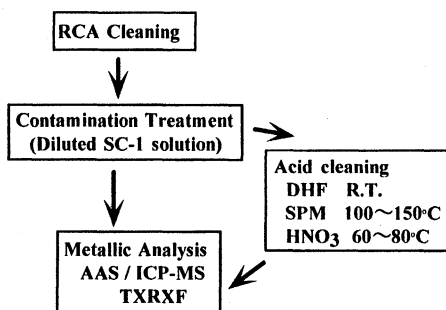 RCA Cleaning
Contamination Treatment
(Diluted SC-1 solution)
Acid cleaning
DHF R.T.
SPM 100~150°C
HNO3 60~80°C
Metallic Analysis
AAS / ICP-MS
TXRXF